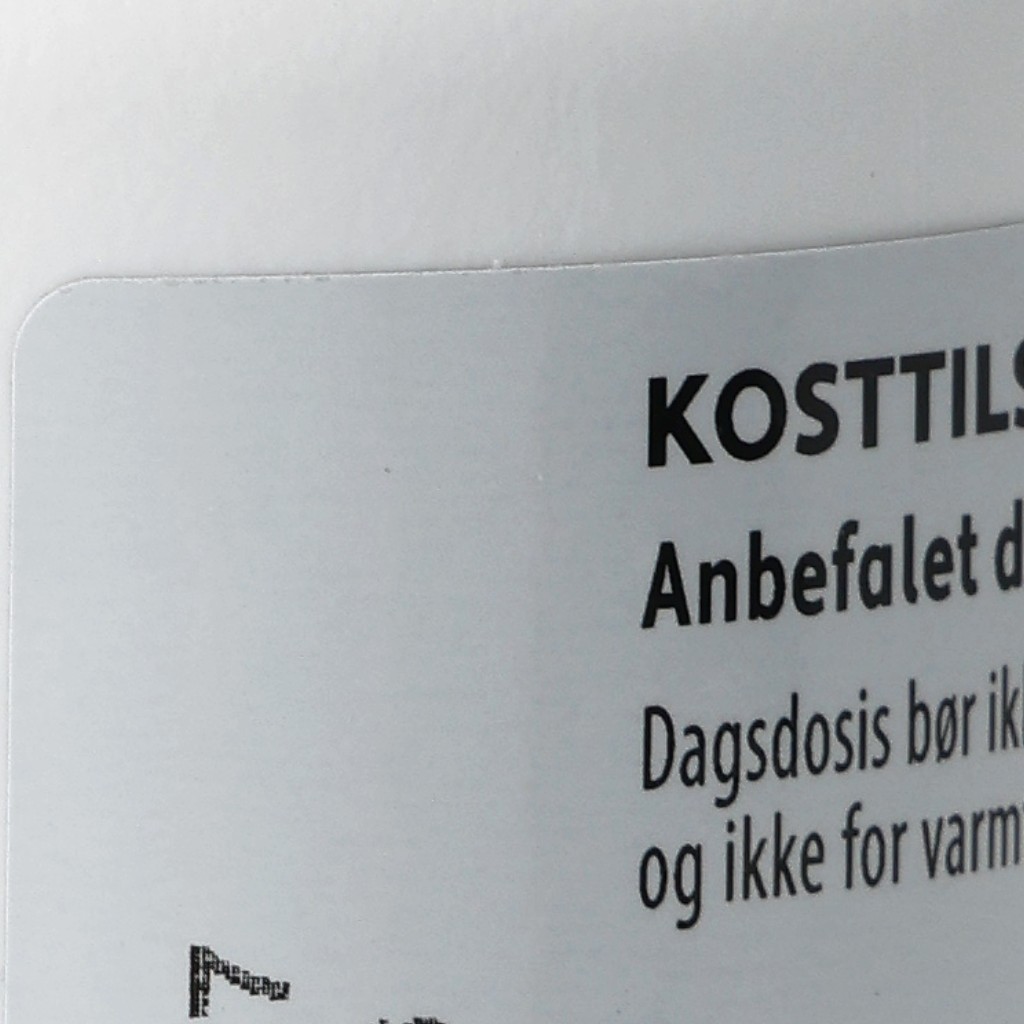 KOSTTILS
Anbefalet d
Dagsdosis bør ik
og ikke for varm